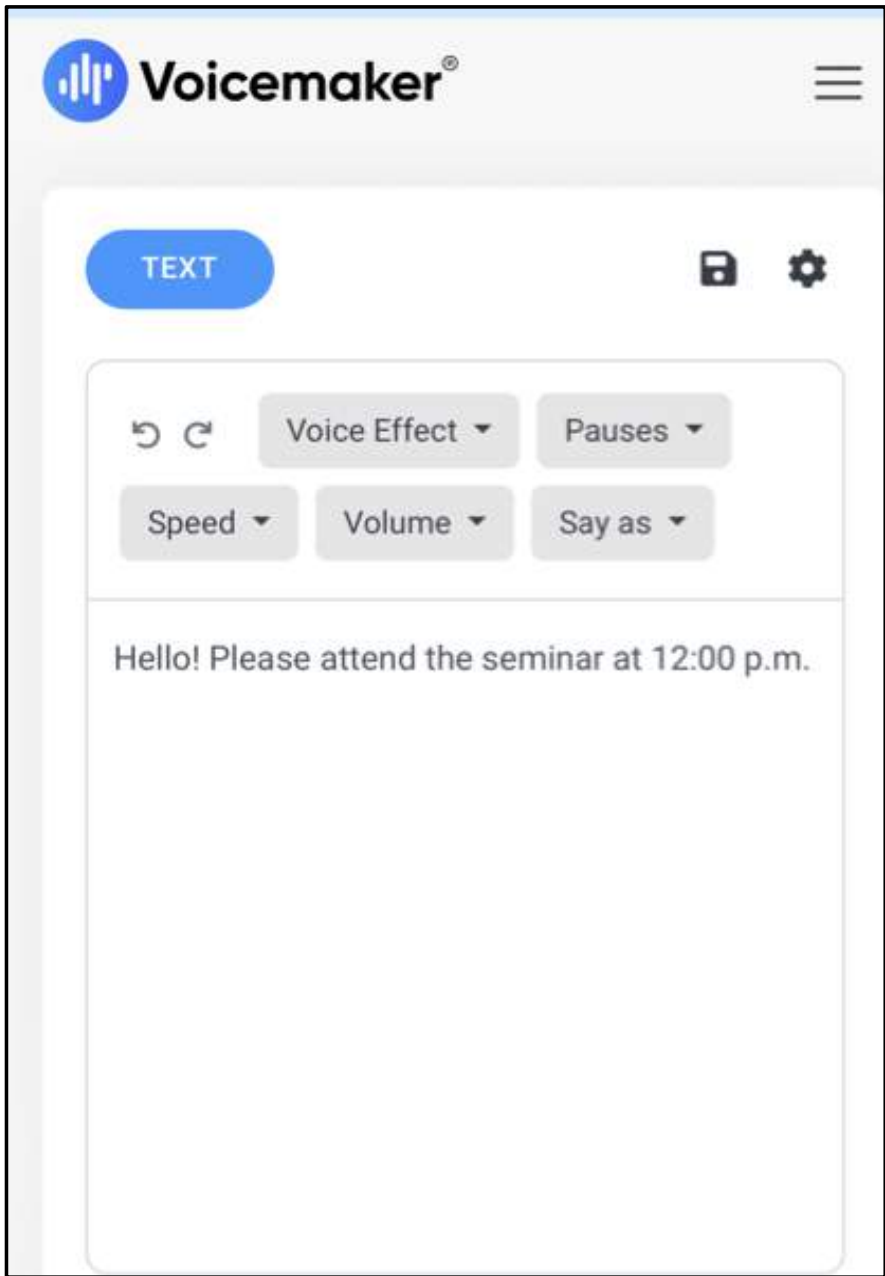 Voicemaker®
TEXT
Voice Effect Pauses
Speed Volume Say as
Hello! Please attend the seminar at 12:00 p.m.